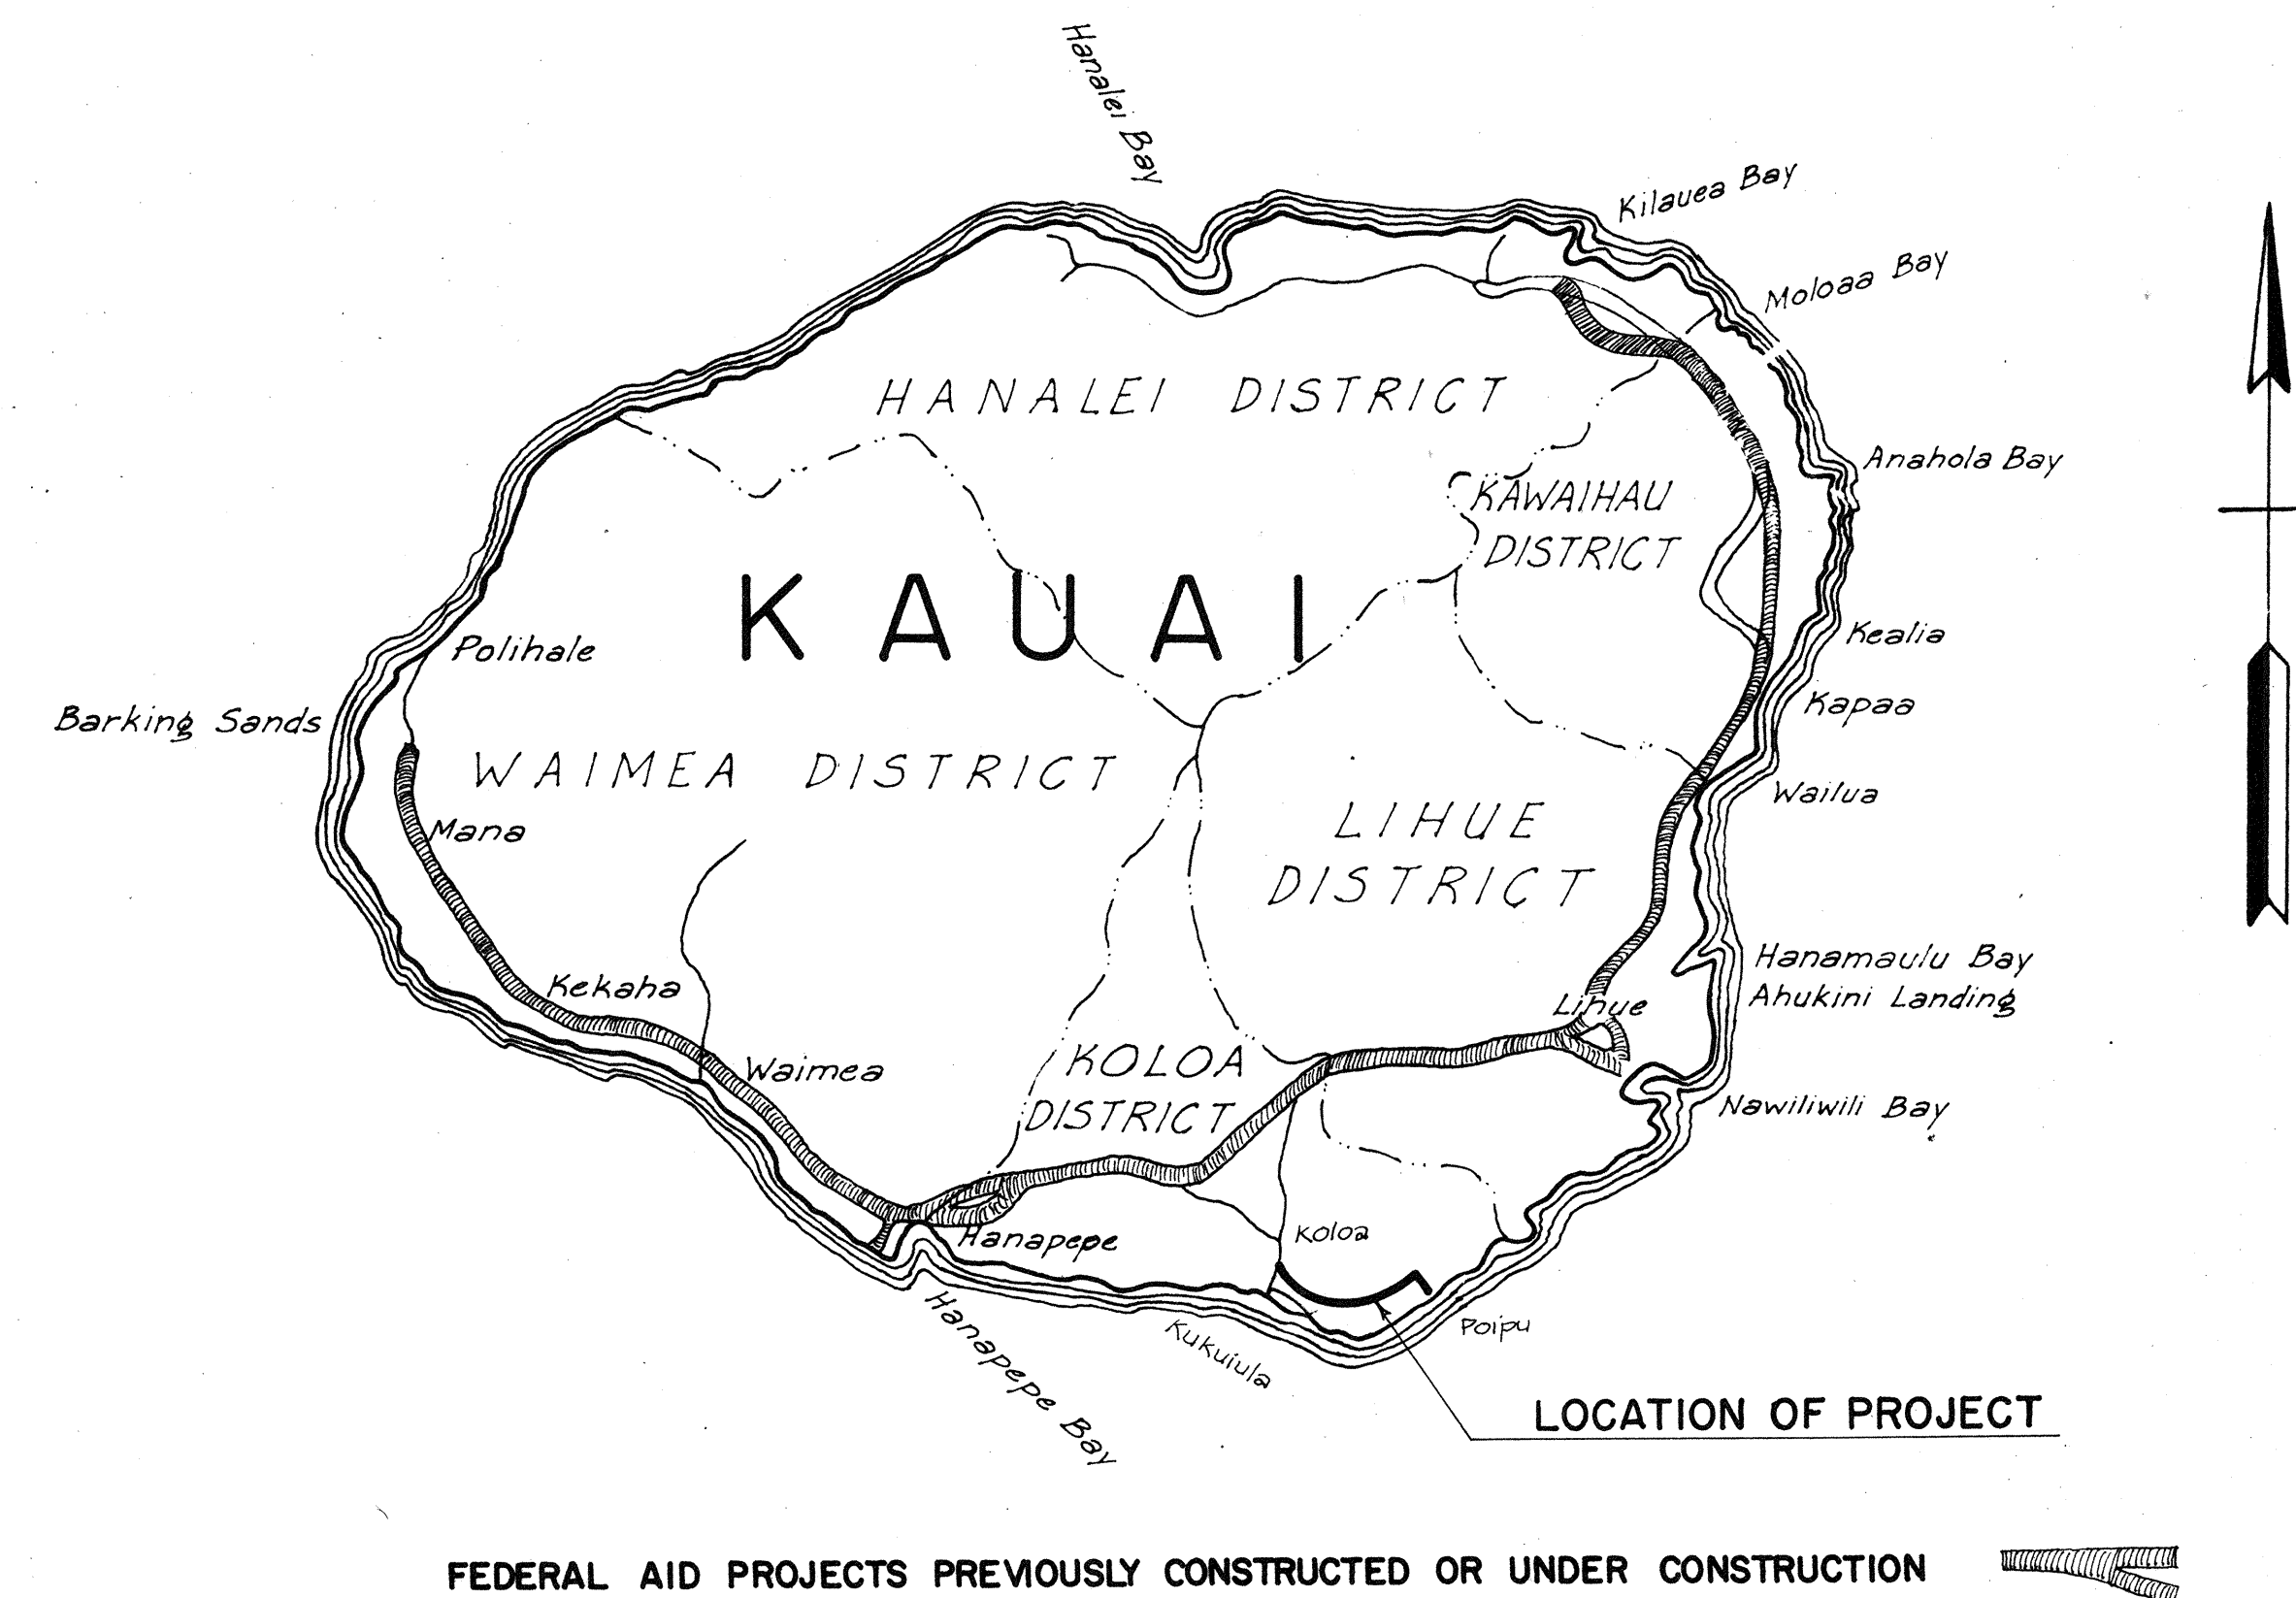 Hanalei Bay
Kilauea Bay
Moloaa Bay
HANALEI DISTRICT
Anahola Bay
KAWAIHAU
DISTRICT
KAUAI
Kealia
Polihale
Kapaa
Barking Sands
WAIMEA DISTRICT
Wailua
LIHUE
DISTRICT
Mana
Hanamaulu Bay
Ahukini Landing
Kekaha
Lihue
Waimea
KOLOA
DISTRICT
Nawiliwili Bay
Koloa
Hanapepe
Hanapepe Bay
Kukuiula
Poipu
LOCATION OF PROJECT
FEDERAL AID PROJECTS PREVIOUSLY CONSTRUCTED OR UNDER CONSTRUCTION